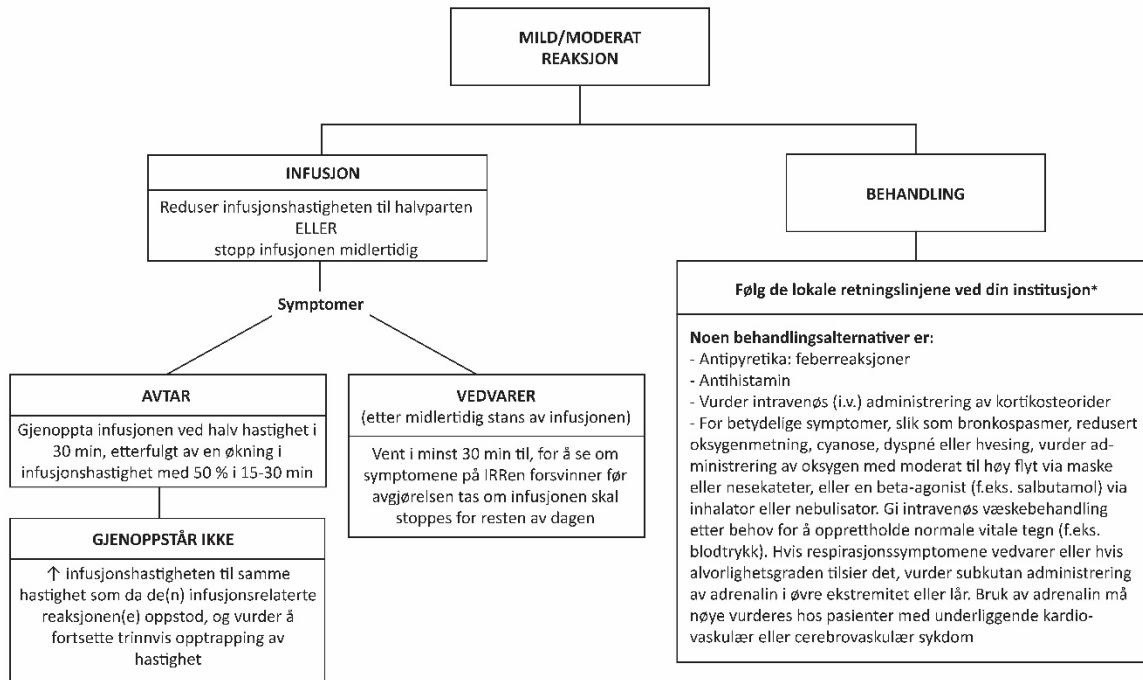 MILD/MODERAT
REAKSJON
INFUSJON
Reduser infusjonshastigheten til halvparten
ELLER
stopp infusjonen midlertidig
Symptomer
AVTAR
Gjenoppta infusjonen ved halv hastighet i
30 min, etterfulgt av en økning i
infusjonshastighet med 50 % i 15-30 min
GJENOPPSTÅR IKKE
↑ infusjonshastigheten til samme
hastighet som da de(n) infusjonsrelaterte
reaksjonen(e) oppstod, og vurder å
fortsette trinnvis opptrapping av
hastighet
VEDVARER
(etter midlertidig stans av infusjonen)
Vent i minst 30 min til, for å se om
symptomene på IRRen forsvinner før
avgjørelsen tas om infusjonen skal
stoppes for resten av dagen
BEHANDLING
Følg de lokale retningslinjene ved din institusjon*
Noen behandlingsalternativer er:
- Antipyretika: feberreaksjoner
- Antihistamin
- Vurder intravenøs (i.v.) administrering av kortikosteorider
- For betydelige symptomer, slik som bronkospasmer, redusert
oksygenmetning, cyanose, dyspné eller hvesing, vurder ad-
ministrering av oksygen med moderat til høy flyt via maske
eller nesekateter, eller en beta-agonist (f.eks. salbutamol) via
inhalator eller nebulisator. Gi intravenøs væskebehandling
etter behov for å opprettholde normale vitale tegn (f.eks.
blodtrykk). Hvis respirasjonssymptomene vedvarer eller hvis
alvorlighetsgraden tilsier det, vurder subkutan administrering
av adrenalin i øvre ekstremitet eller lår. Bruk av adrenalin må
nøye vurderes hos pasienter med underliggende kardio-
vaskulær eller cerebrovaskulær sykdom